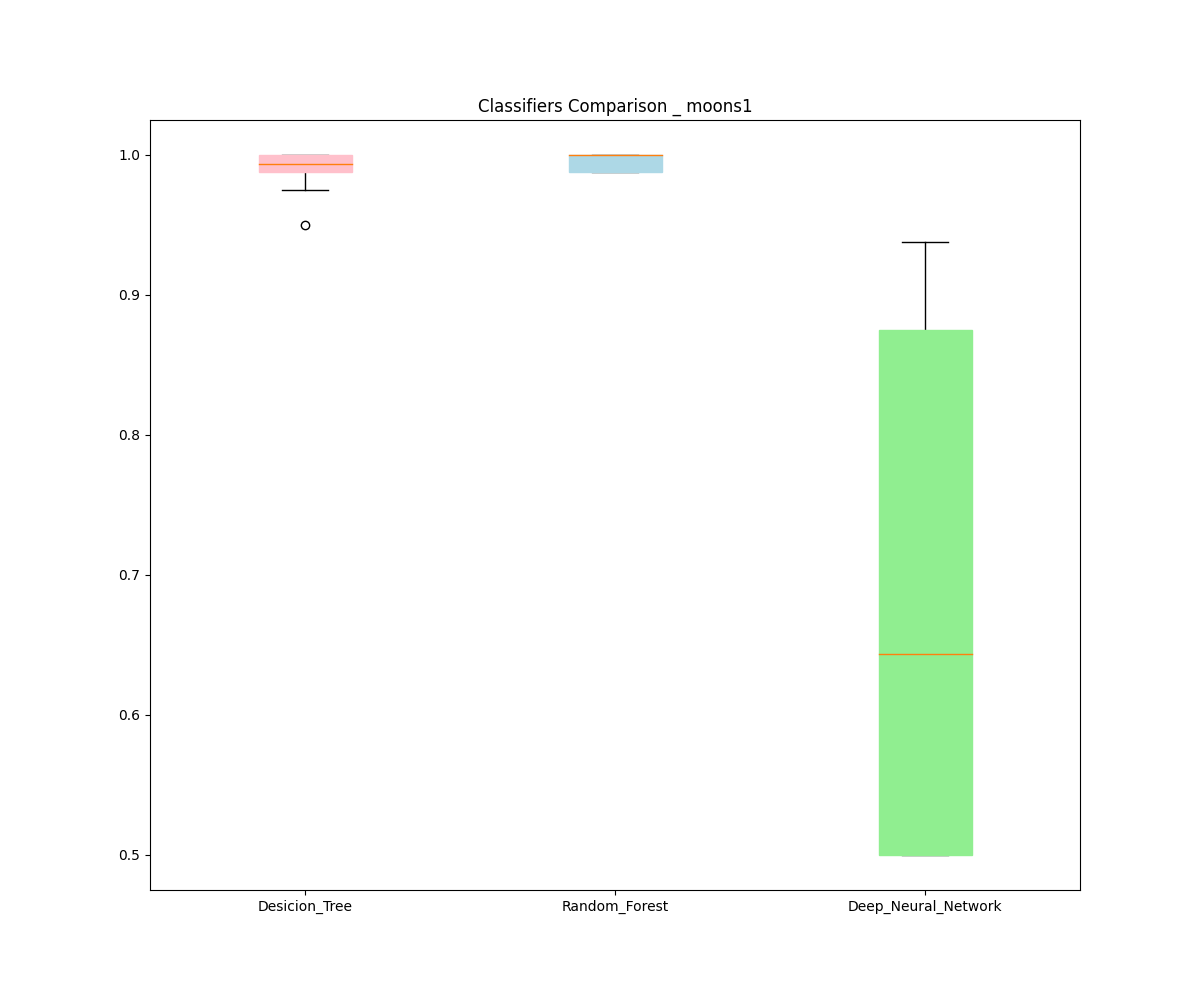 Classifiers Comparison _ moons1
1.0
0.9
0.8
0.7
0.6
0.5
Desicion_Tree
Random_Forest
Deep_Neural_Network